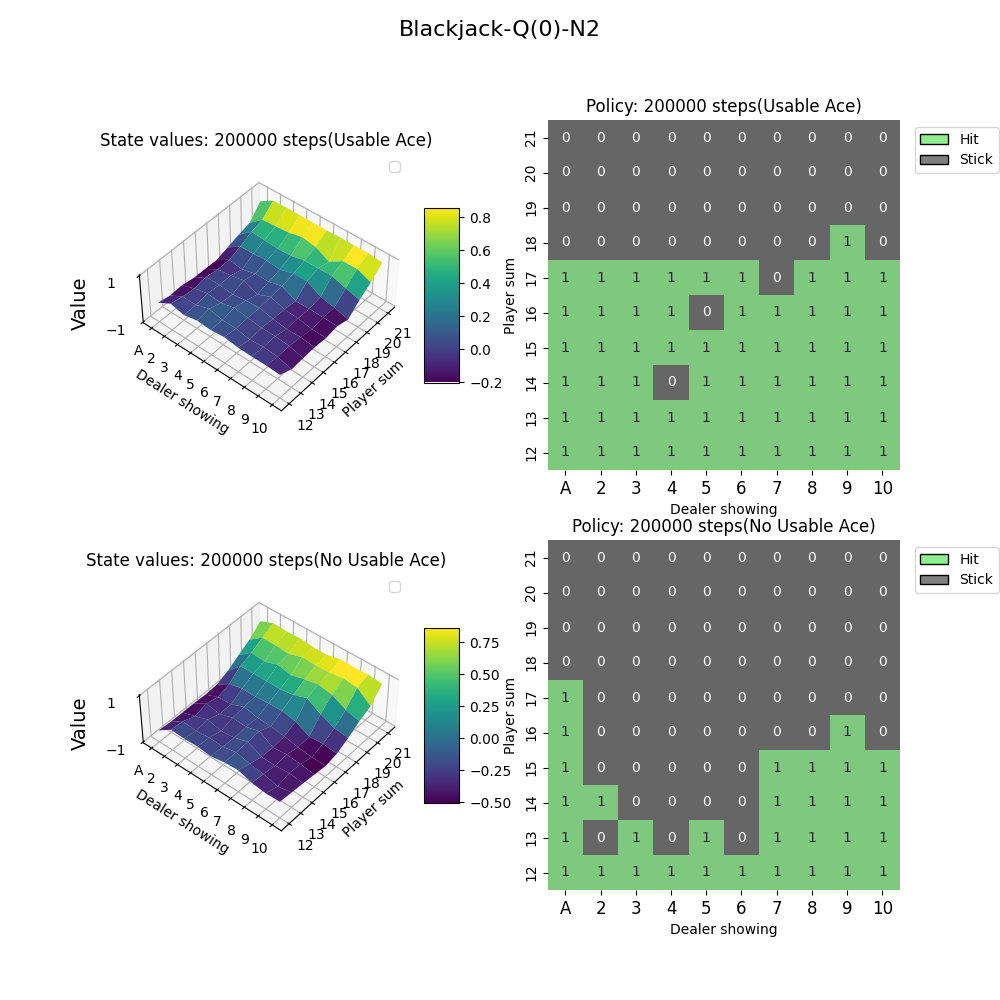 Blackjack-Q(0)-N2
State values: 200000 steps(Usable Ace)
Value
1
−1
A 2 3 4 5 6 7 8 9 10
Dealer showing
12 13 14 15 16 17 18 19 20 21
Player sum
0.8
0.6
0.4
0.2
0.0
−0.2
Policy: 200000 steps(Usable Ace)
Player sum
21 0 0 0 0 0 0 0 0 0 0
20 0 0 0 0 0 0 0 0 0 0
19 0 0 0 0 0 0 0 0 0 0
18 0 0 0 0 0 0 0 0 1 0
17 1 1 1 1 1 1 0 1 1 1
16 1 1 1 1 0 1 1 1 1 1
15 1 1 1 1 1 1 1 1 1 1
14 1 1 1 0 1 1 1 1 1 1
13 1 1 1 1 1 1 1 1 1 1
12 1 1 1 1 1 1 1 1 1 1
A 2 3 4 5 6 7 8 9 10
Dealer showing
Hit
Stick
State values: 200000 steps(No Usable Ace)
Value
1
−1
A 2 3 4 5 6 7 8 9 10
Dealer showing
12 13 14 15 16 17 18 19 20 21
Player sum
0.75
0.50
0.25
0.00
−0.25
−0.50
Policy: 200000 steps(No Usable Ace)
Player sum
21 0 0 0 0 0 0 0 0 0 0
20 0 0 0 0 0 0 0 0 0 0
19 0 0 0 0 0 0 0 0 0 0
18 0 0 0 0 0 0 0 0 0 0
17 1 0 0 0 0 0 0 0 0 0
16 1 0 0 0 0 0 0 0 1 0
15 1 0 0 0 0 0 1 1 1 1
14 1 1 0 0 0 0 1 1 1 1
13 1 0 1 0 1 0 1 1 1 1
12 1 1 1 1 1 1 1 1 1 1
A 2 3 4 5 6 7 8 9 10
Dealer showing
Hit
Stick